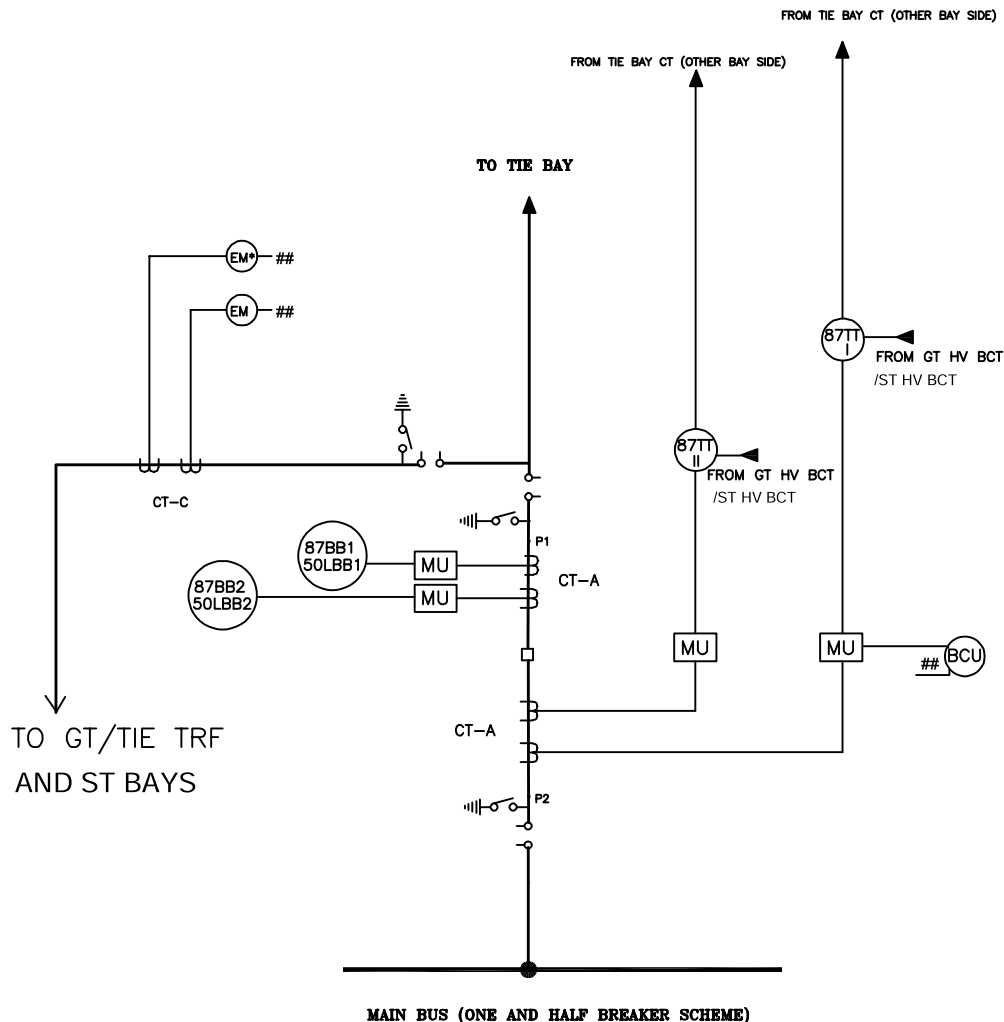 FROM TIE BAY CT (OTHER BAY SIDE)
FROM TIE BAY CT (OTHER BAY SIDE)
TO TIE BAY
EM* ##
EM ##
87TT
I
FROM GT HV BCT
/ST HV BCT
87TT
II
FROM GT HV BCT
/ST HV BCT
CT-C
P1
87BB1
50LBB1
MU
CT-A
87BB2
50LBB2
MU
MU
MU
## BCU
CT-A
TO GT/TIE TRF
AND ST BAYS
P2
MAIN BUS (ONE AND HALF BREAKER SCHEME)